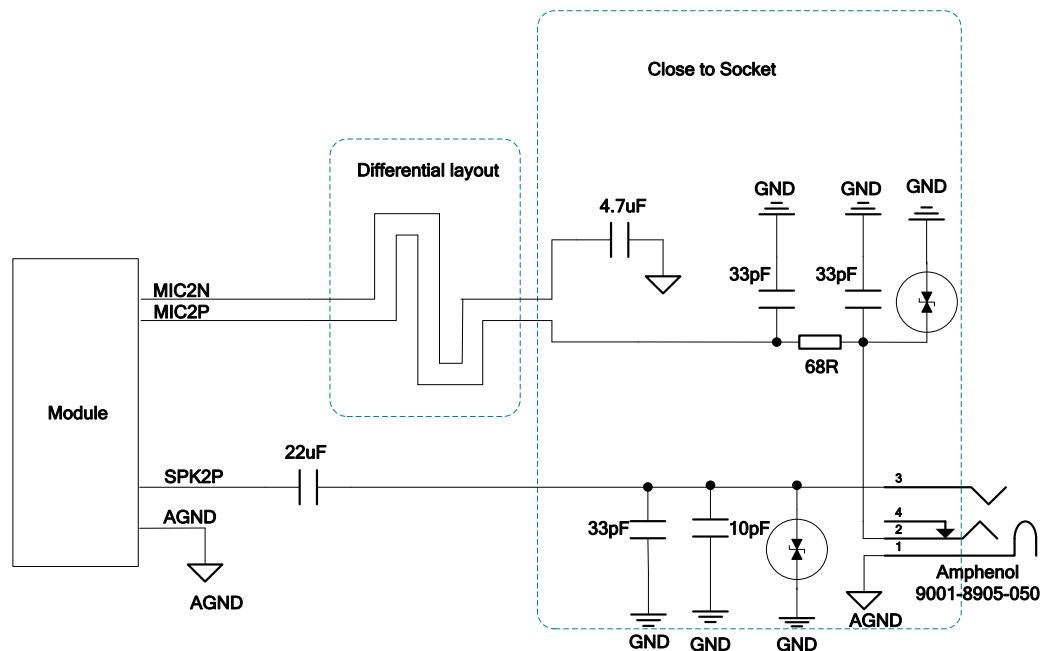 Close to Socket
Differential layout
GND
GND
GND
4.7uF
33pF
33pF
MIC2N
MIC2P
68R
Module
22uF
SPK2P
3
AGND
4
33pF
10pF
2
1
Amphenol
9001-8905-050
AGND
AGND
GND
GND
GND